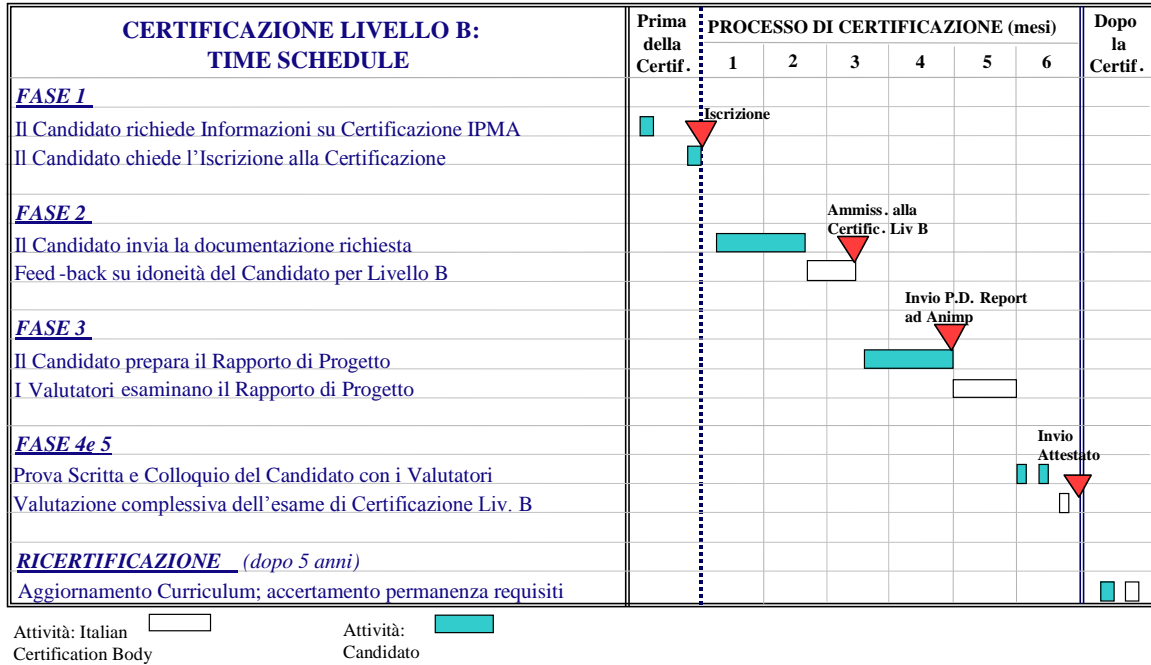 CERTIFICAZIONE LIVELLO B:
TIME SCHEDULE
Prima
della
Certif.
PROCESSO DI CERTIFICAZIONE (mesi)
1 2 3 4 5 6
Dopo
la
Certif.
FASE 1
Iscrizione
Il Candidato richiede Informazioni su Certificazione IPMA
Il Candidato chiede l'Iscrizione alla Certificazione
FASE 2
Ammiss. alla
Certific. Liv B
Il Candidato invia la documentazione richiesta
Feed -back su idoneità del Candidato per Livello B
Invio P.D. Report
ad Animp
FASE 3
Il Candidato prepara il Rapporto di Progetto
I Valutatori esaminano il Rapporto di Progetto
FASE 4e 5
Invio
Attestato
Prova Scritta e Colloquio del Candidato con i Valutatori
Valutazione complessiva dell'esame di Certificazione Liv. B
RICERTIFICAZIONE (dopo 5 anni)
Aggiornamento Curriculum; accertamento permanenza requisiti
Attività: Italian
Certification Body
Attività:
Candidato